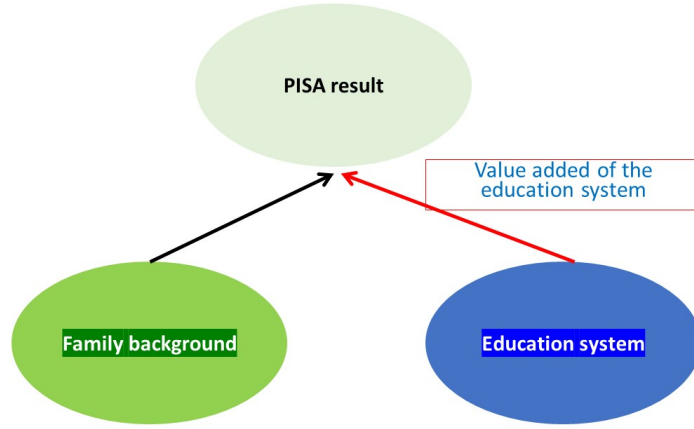 PISA result
Value added of the
education system
Family background
Education system